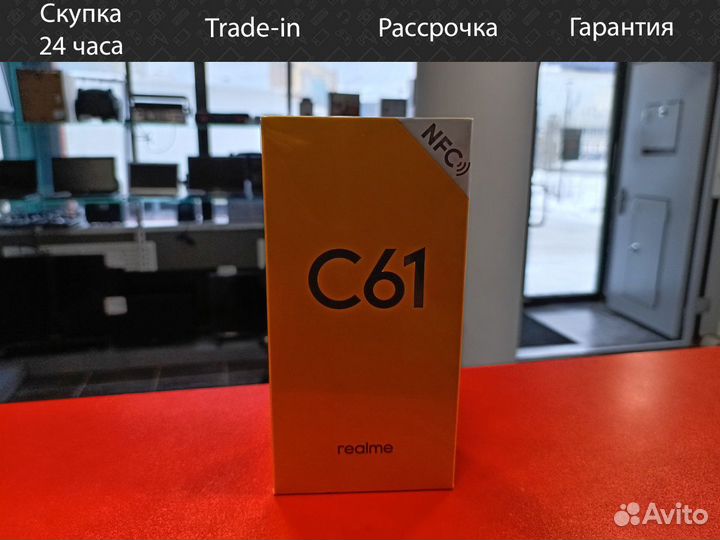 Скупка
24 часа
Trade-in
Рассрочка
Гарантия
NFC
C61
realme
Avito